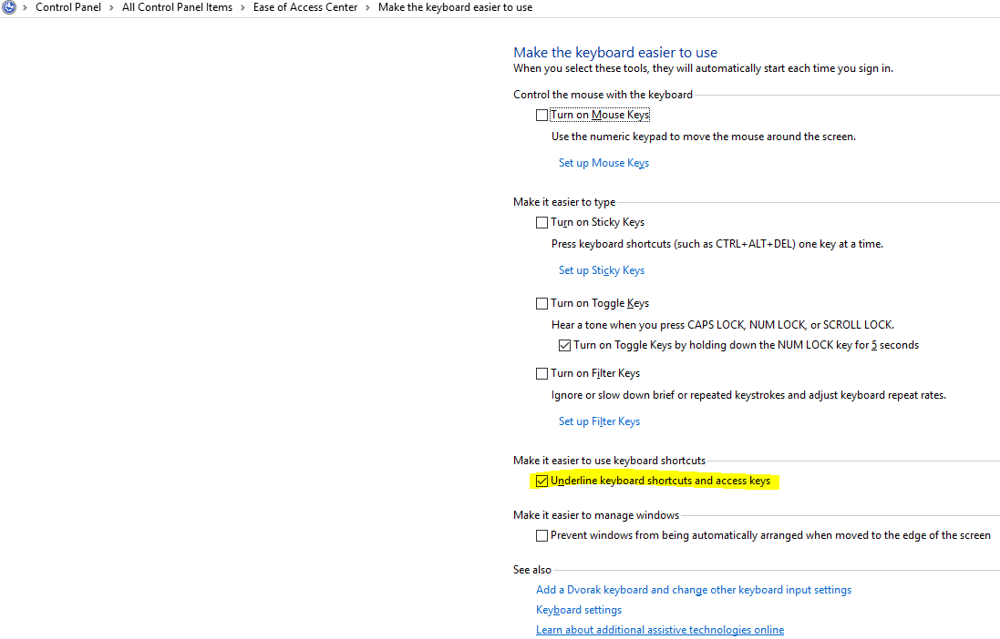 Control Panel > All Control Panel Items > Ease of Access Center > Make the keyboard easier to use
Make the keyboard easier to use
When you select these tools, they will automatically start each time you sign in.
Control the mouse with the keyboard
Turn on Mouse Keys
Use the numeric keypad to move the mouse around the screen.
Set up Mouse Keys
Make it easier to type
Turn on Sticky Keys
Press keyboard shortcuts (such as CTRL+ALT+DEL) one key at a time.
Set up Sticky Keys
Turn on Toggle Keys
Hear a tone when you press CAPS LOCK, NUM LOCK, or SCROLL LOCK.
Turn on Toggle Keys by holding down the NUM LOCK key for 5 seconds
Turn on Filter Keys
Ignore or slow down brief or repeated keystrokes and adjust keyboard repeat rates.
Set up Filter Keys
Make it easier to use keyboard shortcuts
Underline keyboard shortcuts and access keys
Make it easier to manage windows
Prevent windows from being automatically arranged when moved to the edge of the screen
See also
Add a Dvorak keyboard and change other keyboard input settings
Keyboard settings
Learn about additional assistive technologies online